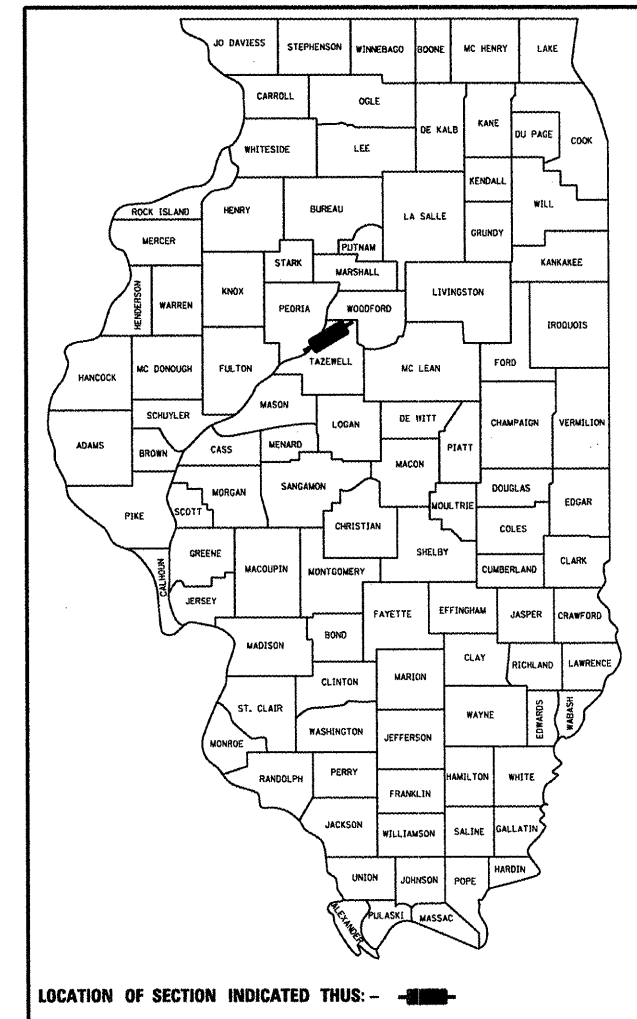 JO DAVIESS STEPHENSON WINNEBAGO BOONE MC HENRY LAKE
CARROLL OGLE DE KALB KANE DU PAGE COOK
WHITESIDE LEE
KENDALL WILL
ROCK ISLAND HENRY BUREAU LA SALLE GRUNDY
MERCER PUTNAM
STARK MARSHALL KANKAKEE
HENDERSON WARREN KNOX PEORIA WOODFORD LIVINGSTON IROQUOIS
HANCOCK MC DONOUGH FULTON TAZEWELL MC LEAN FORD
SCHUYLER MASON LOGAN DE WITT CHAMPAIGN VERMILION
ADAMS BROWN CASS MENARD PIATT
MACON
PIKE SCOTT MORGAN SANGAMON MOULTRIE DOUGLAS EDGAR
CHRISTIAN COLES
GREENE MACOUPIN MONTGOMERY SHELBY CUMBERLAND CLARK
CALHOUN JERSEY FAYETTE EFFINGHAM JASPER CRAWFORD
MADISON BOND CLAY RICHLAND LAWRENCE
CLINTON MARION
ST. CLAIR WAYNE EDWARDS WABASH
MONROE WASHINGTON JEFFERSON
RANDOLPH PERRY HAMILTON WHITE
FRANKLIN
JACKSON WILLIAMSON SALINE GALLATIN
UNION JOHNSON POPE HARDIN
ALEXANDER PULASKI MASSAC
LOCATION OF SECTION INDICATED THUS: -